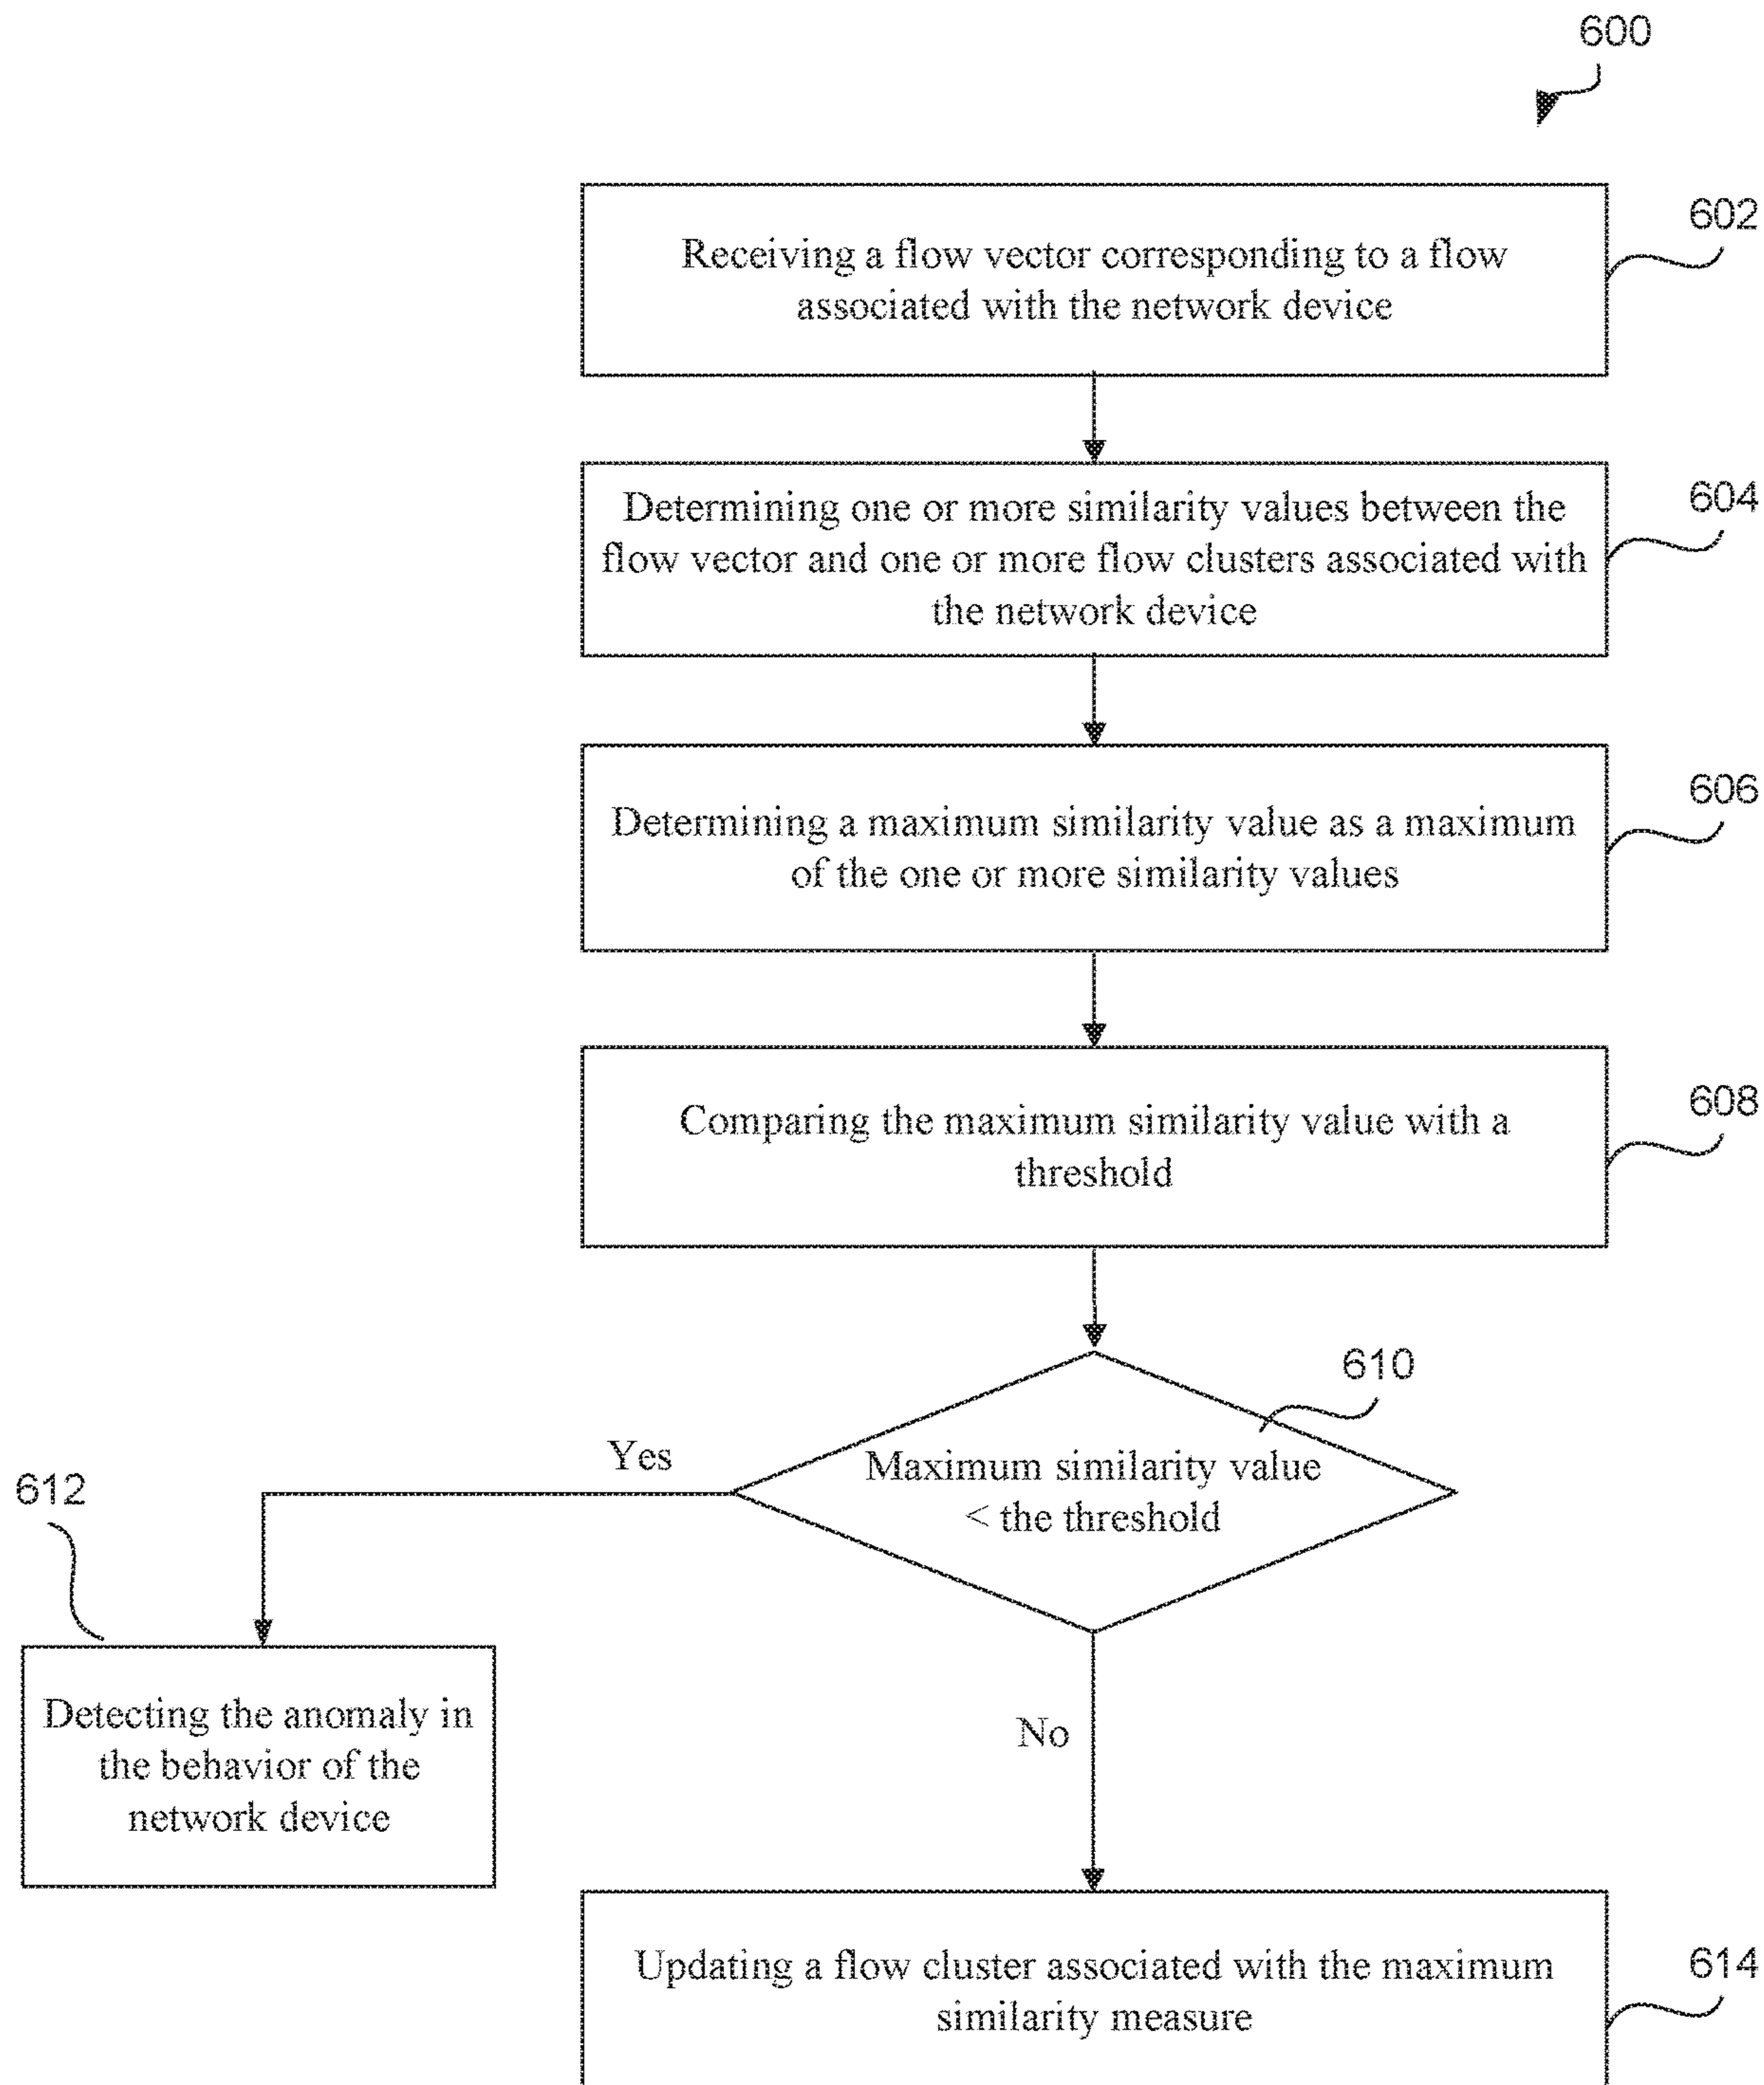 600
Receiving a flow vector corresponding to a flow
associated with the network device
602
Determining one or more similarity values between the
flow vector and one or more flow clusters associated with
the network device
604
Determining a maximum similarity value as a maximum
of the one or more similarity values
606
Comparing the maximum similarity value with a
threshold
608
610
Maximum similarity value
< the threshold
Yes
612
Detecting the anomaly in
the behavior of the
network device
No
Updating a flow cluster associated with the maximum
similarity measure
614